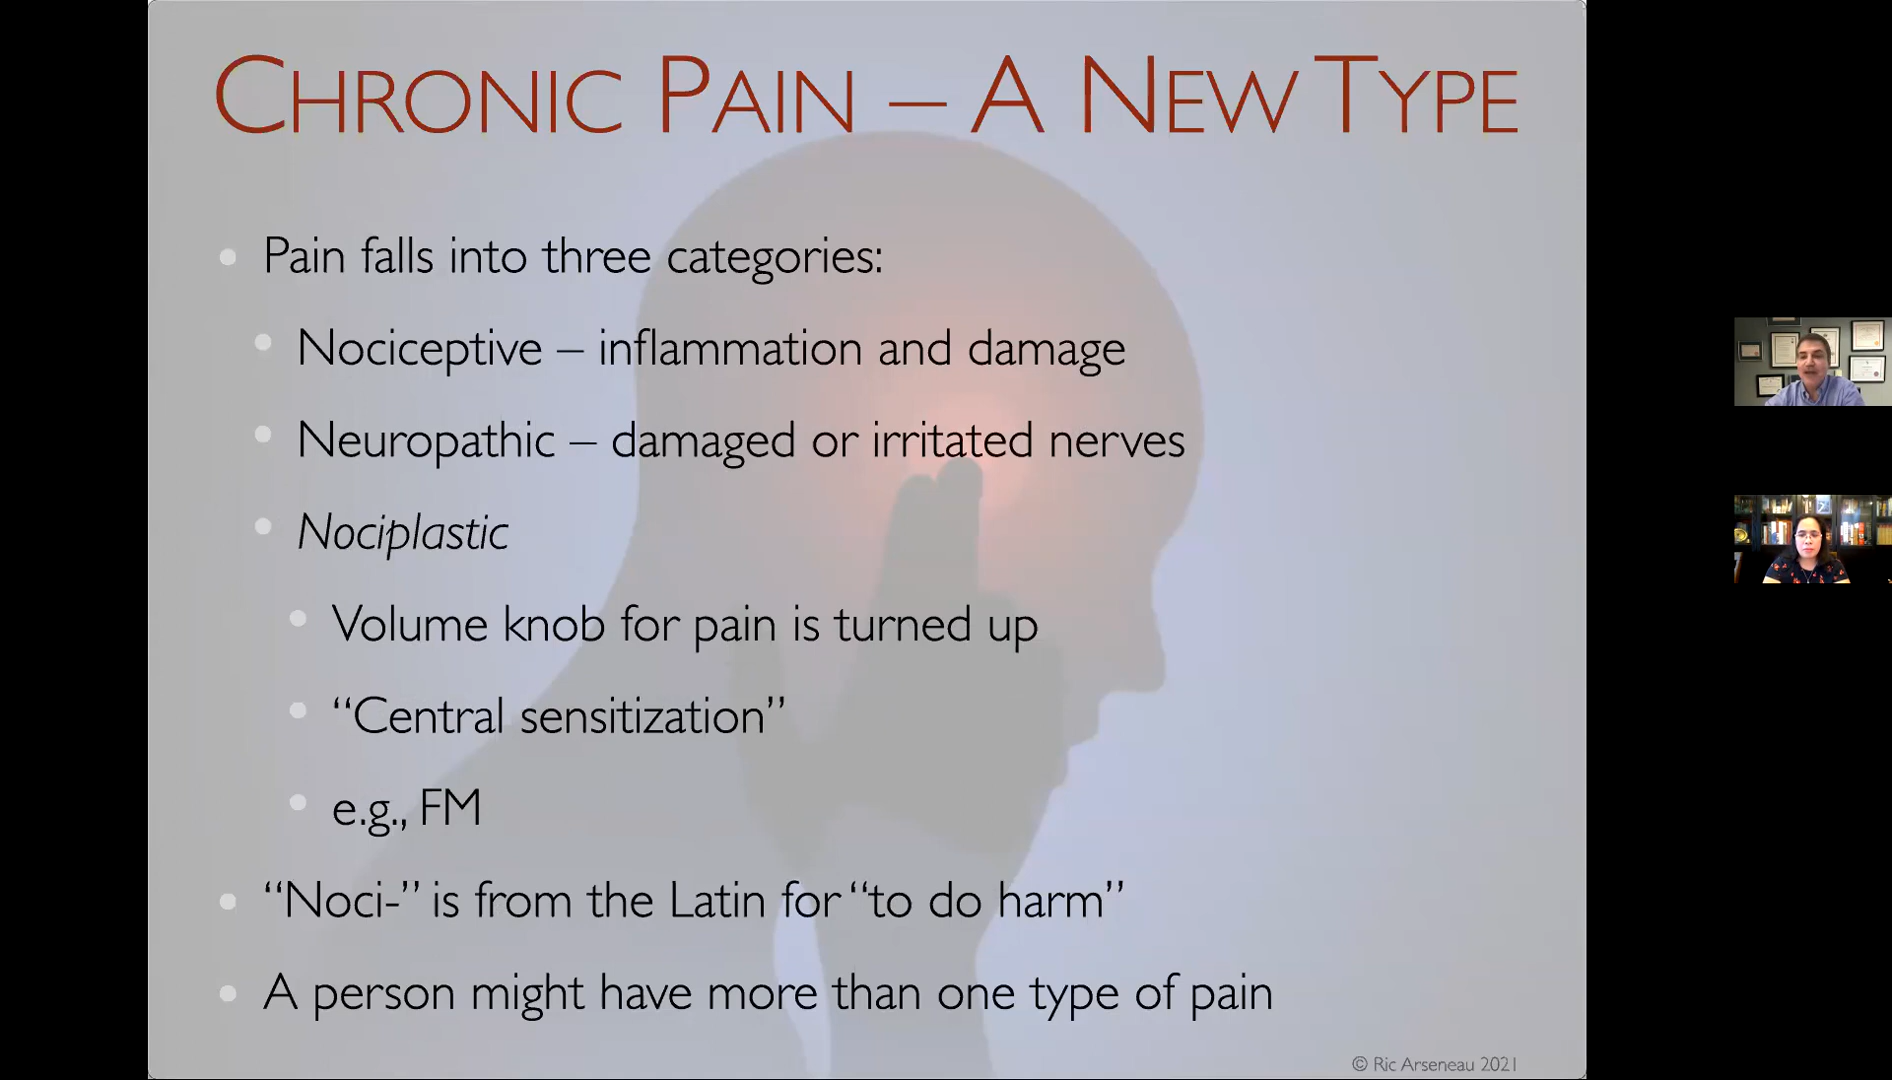 CHRONIC PAIN – A NEW TYPE
Pain falls into three categories:
Nociceptive – inflammation and damage
Neuropathic – damaged or irritated nerves
Nociplastic
Volume knob for pain is turned up
“Central sensitization”
e.g., FM
“Noci-” is from the Latin for “to do harm”
A person might have more than one type of pain
© Ric Arseneau 2021